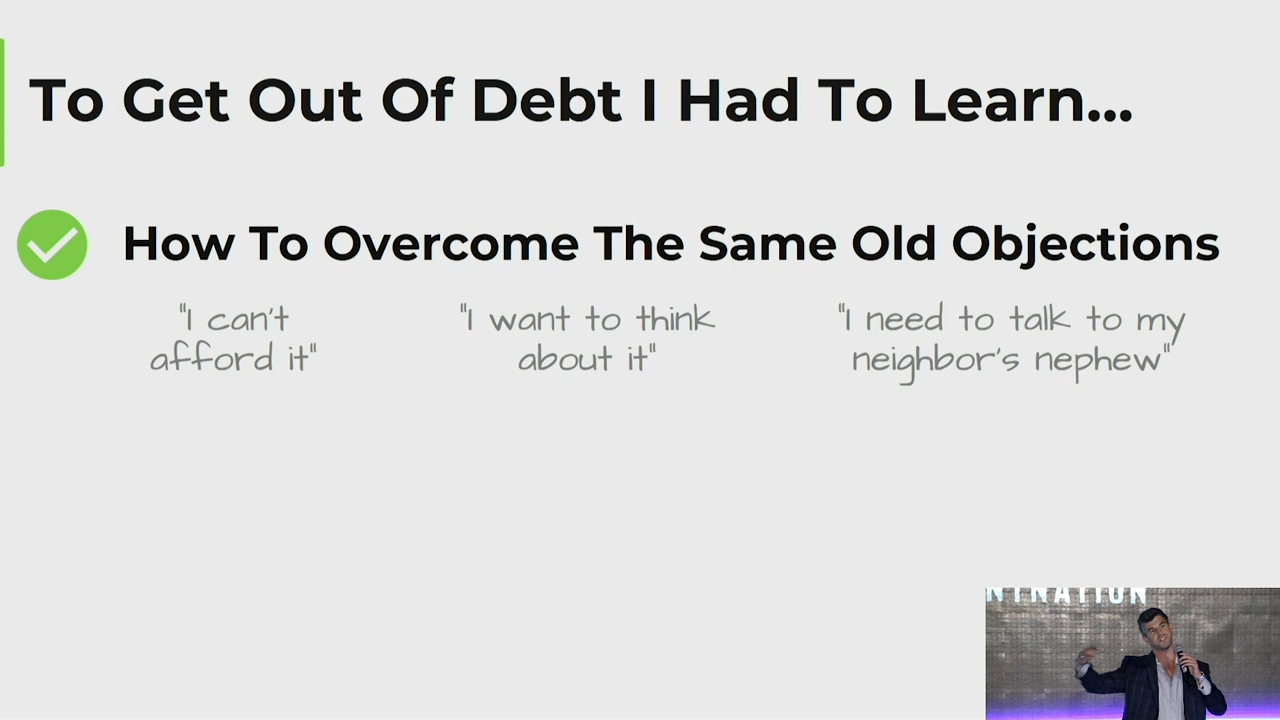 To Get Out Of Debt I Had To Learn...
How To Overcome The Same Old Objections
"I can't
afford it"
"I want to think
about it"
"I need to talk to my
neighbor's nephew"